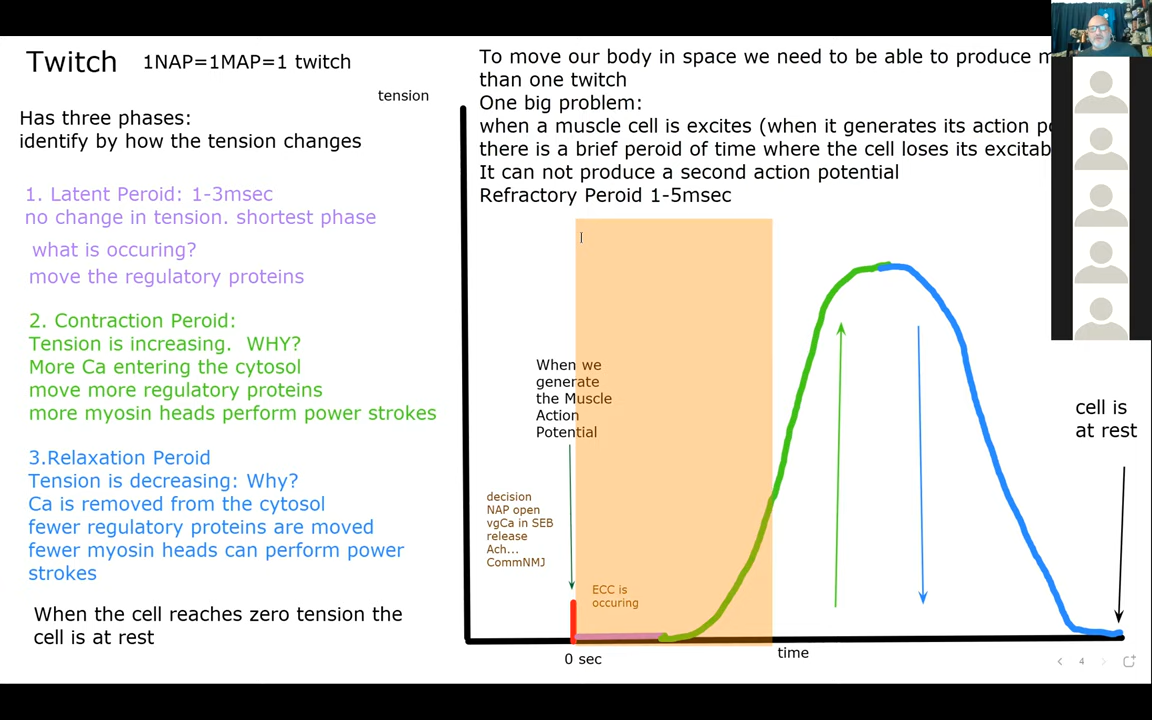 Twitch
1NAP=1MAP=1 twitch
Has three phases:
identify by how the tension changes
1. Latent Peroid: 1-3msec
no change in tension. shortest phase
what is occuring?
move the regulatory proteins
2. Contraction Peroid:
Tension is increasing. WHY?
More Ca entering the cytosol
move more regulatory proteins
more myosin heads perform power strokes
3.Relaxation Peroid
Tension is decreasing: Why?
Ca is removed from the cytosol
fewer regulatory proteins are moved
fewer myosin heads can perform power
strokes
When the cell reaches zero tension the
cell is at rest
tension
To move our body in space we need to be able to produce
than one twitch
One big problem:
when a muscle cell is excites (when it generates its action
there is a brief peroid of time where the cell loses its
It can not produce a second action potential
Refractory Peroid 1-5msec
When we
generate
the Muscle
Action
Potential
decision
NAP open
vgCa in SEB
release
Ach...
CommNMJ
ECC is
occuring
cell is
at rest
0 sec
time
4